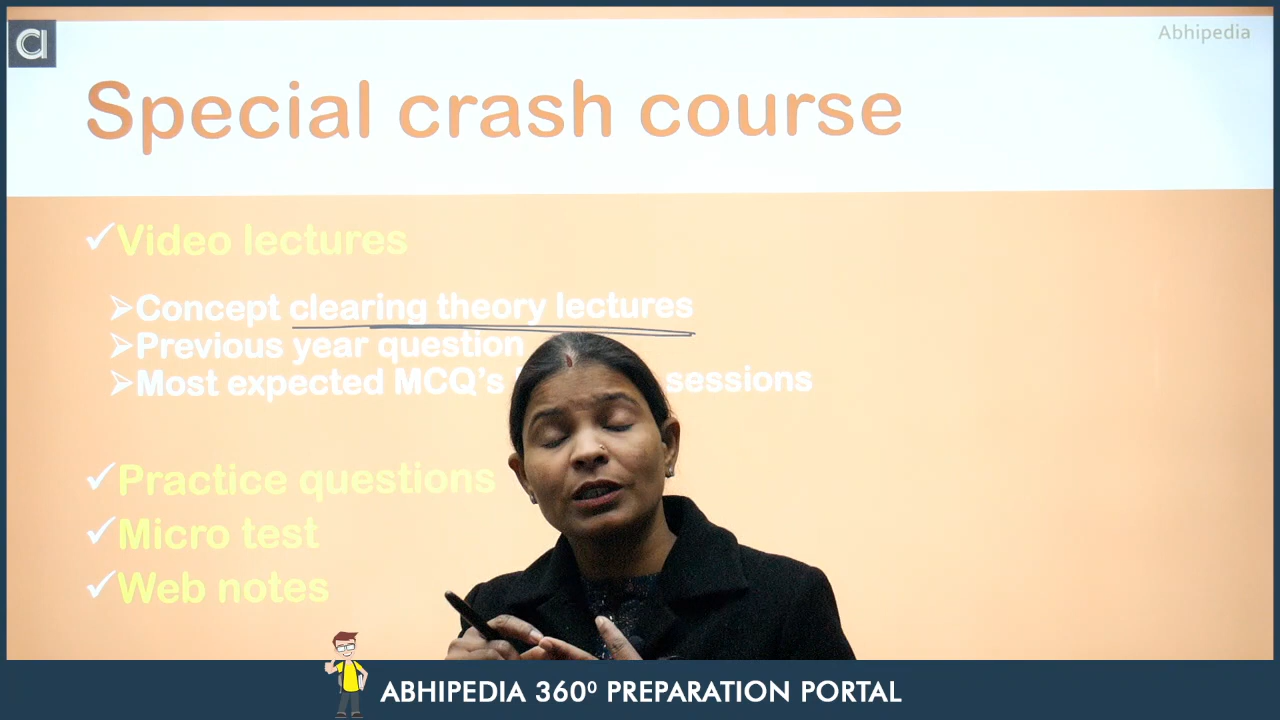 Abhipedia
Special crash course
Video lectures
Concept clearing theory lectures
Previous year question
Most expected MCQ's sessions
Practice questions
Micro test
Web notes
ABHIPEDIA 360⁰ PREPARATION PORTAL